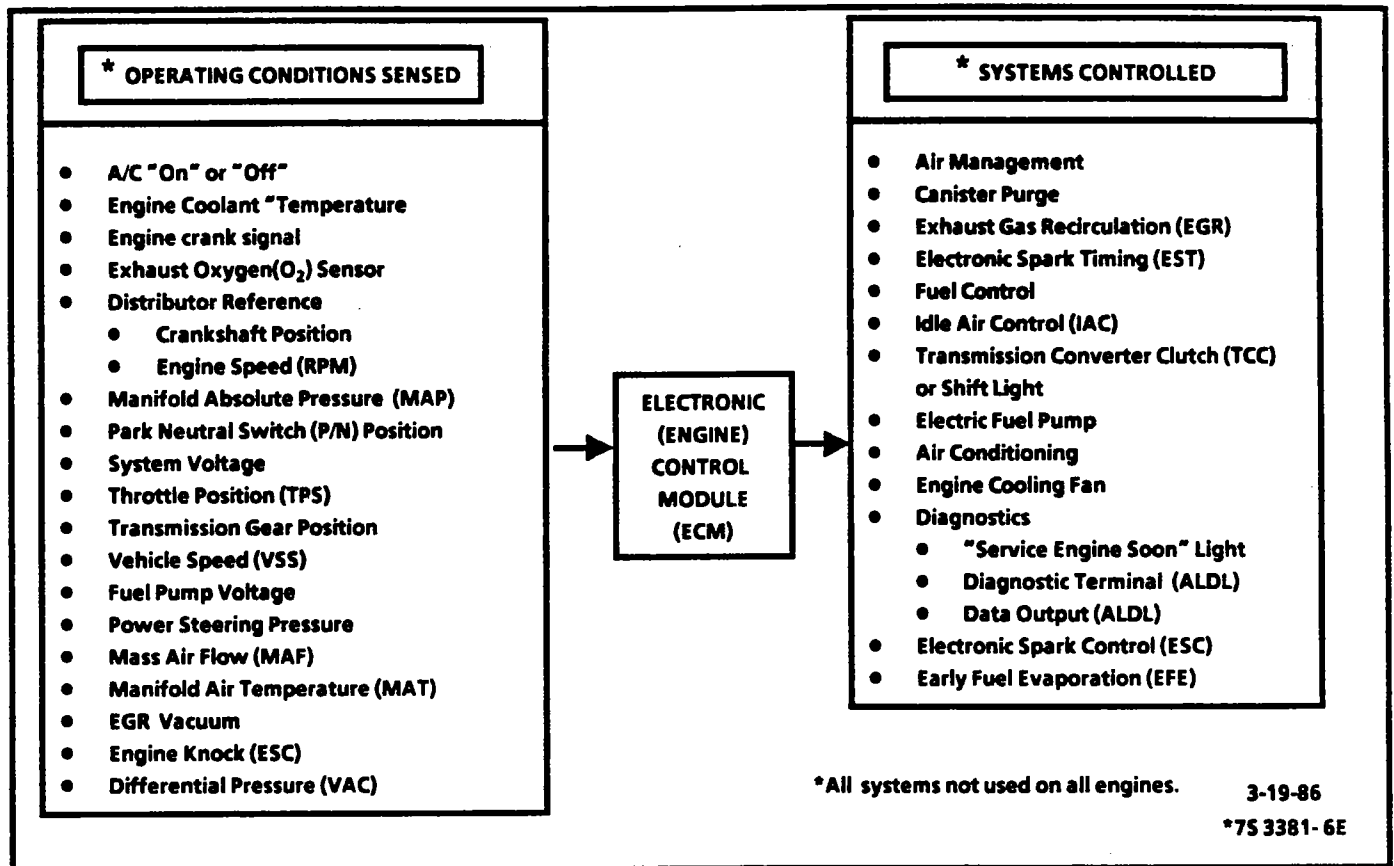 * OPERATING CONDITIONS SENSED
• A/C "On" or "Off"
• Engine Coolant "Temperature
• Engine crank signal
• Exhaust Oxygen(O₂) Sensor
• Distributor Reference
• Crankshaft Position
• Engine Speed (RPM)
• Manifold Absolute Pressure (MAP)
• Park Neutral Switch (P/N) Position
• System Voltage
• Throttle Position (TPS)
• Transmission Gear Position
• Vehicle Speed (VSS)
• Fuel Pump Voltage
• Power Steering Pressure
• Mass Air Flow (MAF)
• Manifold Air Temperature (MAT)
• EGR Vacuum
• Engine Knock (ESC)
• Differential Pressure (VAC)
ELECTRONIC
(ENGINE)
CONTROL
MODULE
(ECM)
* SYSTEMS CONTROLLED
• Air Management
• Canister Purge
• Exhaust Gas Recirculation (EGR)
• Electronic Spark Timing (EST)
• Fuel Control
• Idle Air Control (IAC)
• Transmission Converter Clutch (TCC)
or Shift Light
• Electric Fuel Pump
• Air Conditioning
• Engine Cooling Fan
• Diagnostics
• "Service Engine Soon" Light
• Diagnostic Terminal (ALDL)
• Data Output (ALDL)
• Electronic Spark Control (ESC)
• Early Fuel Evaporation (EFE)
*All systems not used on all engines.
3-19-86
*7S 3381- 6E